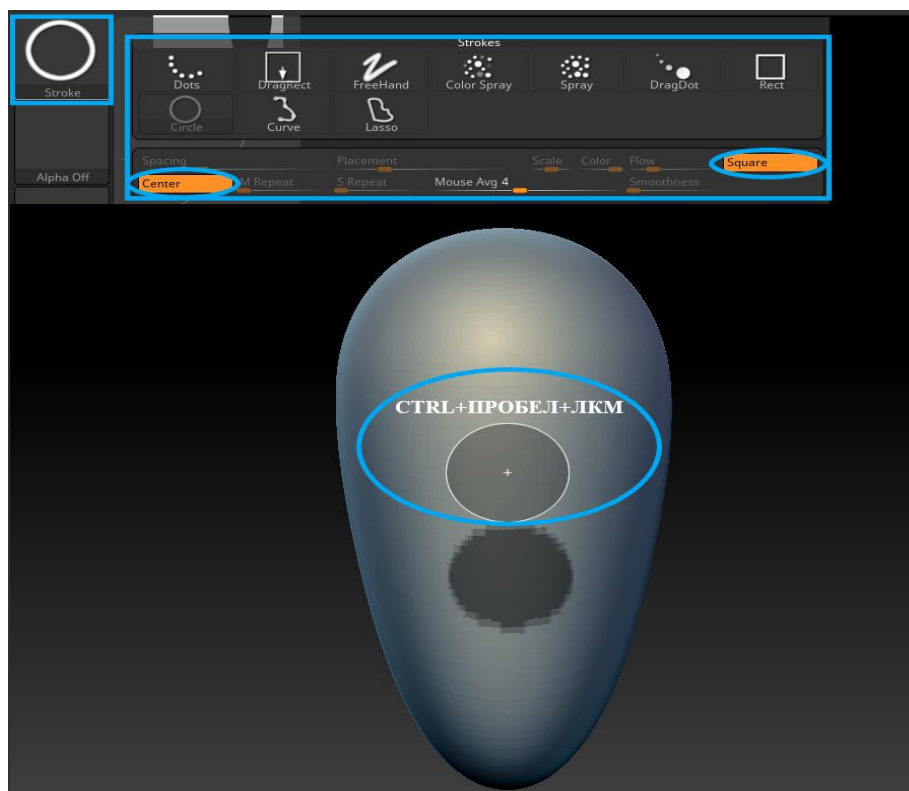 Strokes
Stroke
Dots DragRect FreeHand Color Spray Spray DragDot Rect
Circle Curve Lasso
Alpha Off
Spacing Placement Scale Color Flow Square
Center M Repeat S Repeat Mouse Avg 4 Smoothness
CTRL+ПРОБЕЛ+ЛКМ